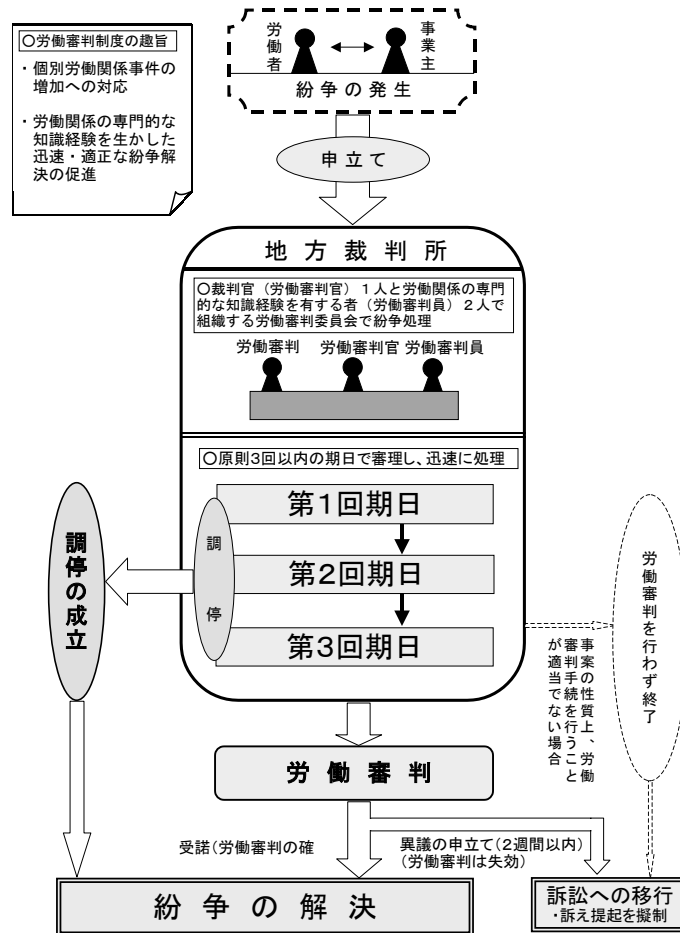 〇労働審判制度の趣旨
・個別労働関係事件の
増加への対応
・労働関係の専門的な
知識経験を生かした
迅速・適正な紛争解
決の促進
労働者
事業主
紛争の発生
申立て
地方裁判所
〇裁判官（労働審判官）１人と労働関係の専門
的な知識経験を有する者（労働審判員）２人で
組織する労働審判委員会で紛争処理
労働審判
労働審判官
労働審判員
〇原則3回以内の期日で審理し、迅速に処理
第１回期日
第２回期日
第３回期日
調停
調停の成立
事案の性質上、労働
審判手続を行うこと
が適当でない場合
労働審判を行わず終了
労働審判
受諾（労働審判の確
異議の申立て（2週間以内）
（労働審判は失効）
紛争の解決
訴訟への移行
・訴え提起を擬制